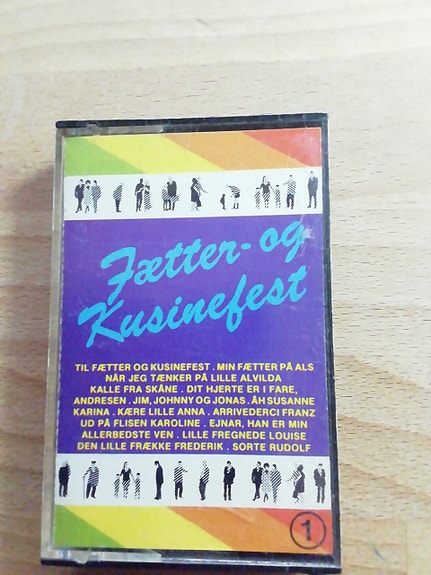 Fætter-og
Kusinefest
TIL FÆTTER OG KUSINEFEST . MIN FÆTTER PÅ ALS
NÅR JEG TÆNKER PÅ LILLE ALVILDA
KALLE FRA SKÅNE . DIT HJERTE ER I FARE,
ANDRESEN . JIM, JOHNNY OG JONAS . ÅH SUSANNE
KARINA . KÆRE LILLE ANNA . ARRIVEDERCI FRANZ
UD PÅ FLISEN KAROLINE . EJNAR, HAN ER MIN
ALLERBEDSTE VEN . LILLE FREGNEDE LOUISE
DEN LILLE FRÆKKE FREDERIK . SORTE RUDOLF
1